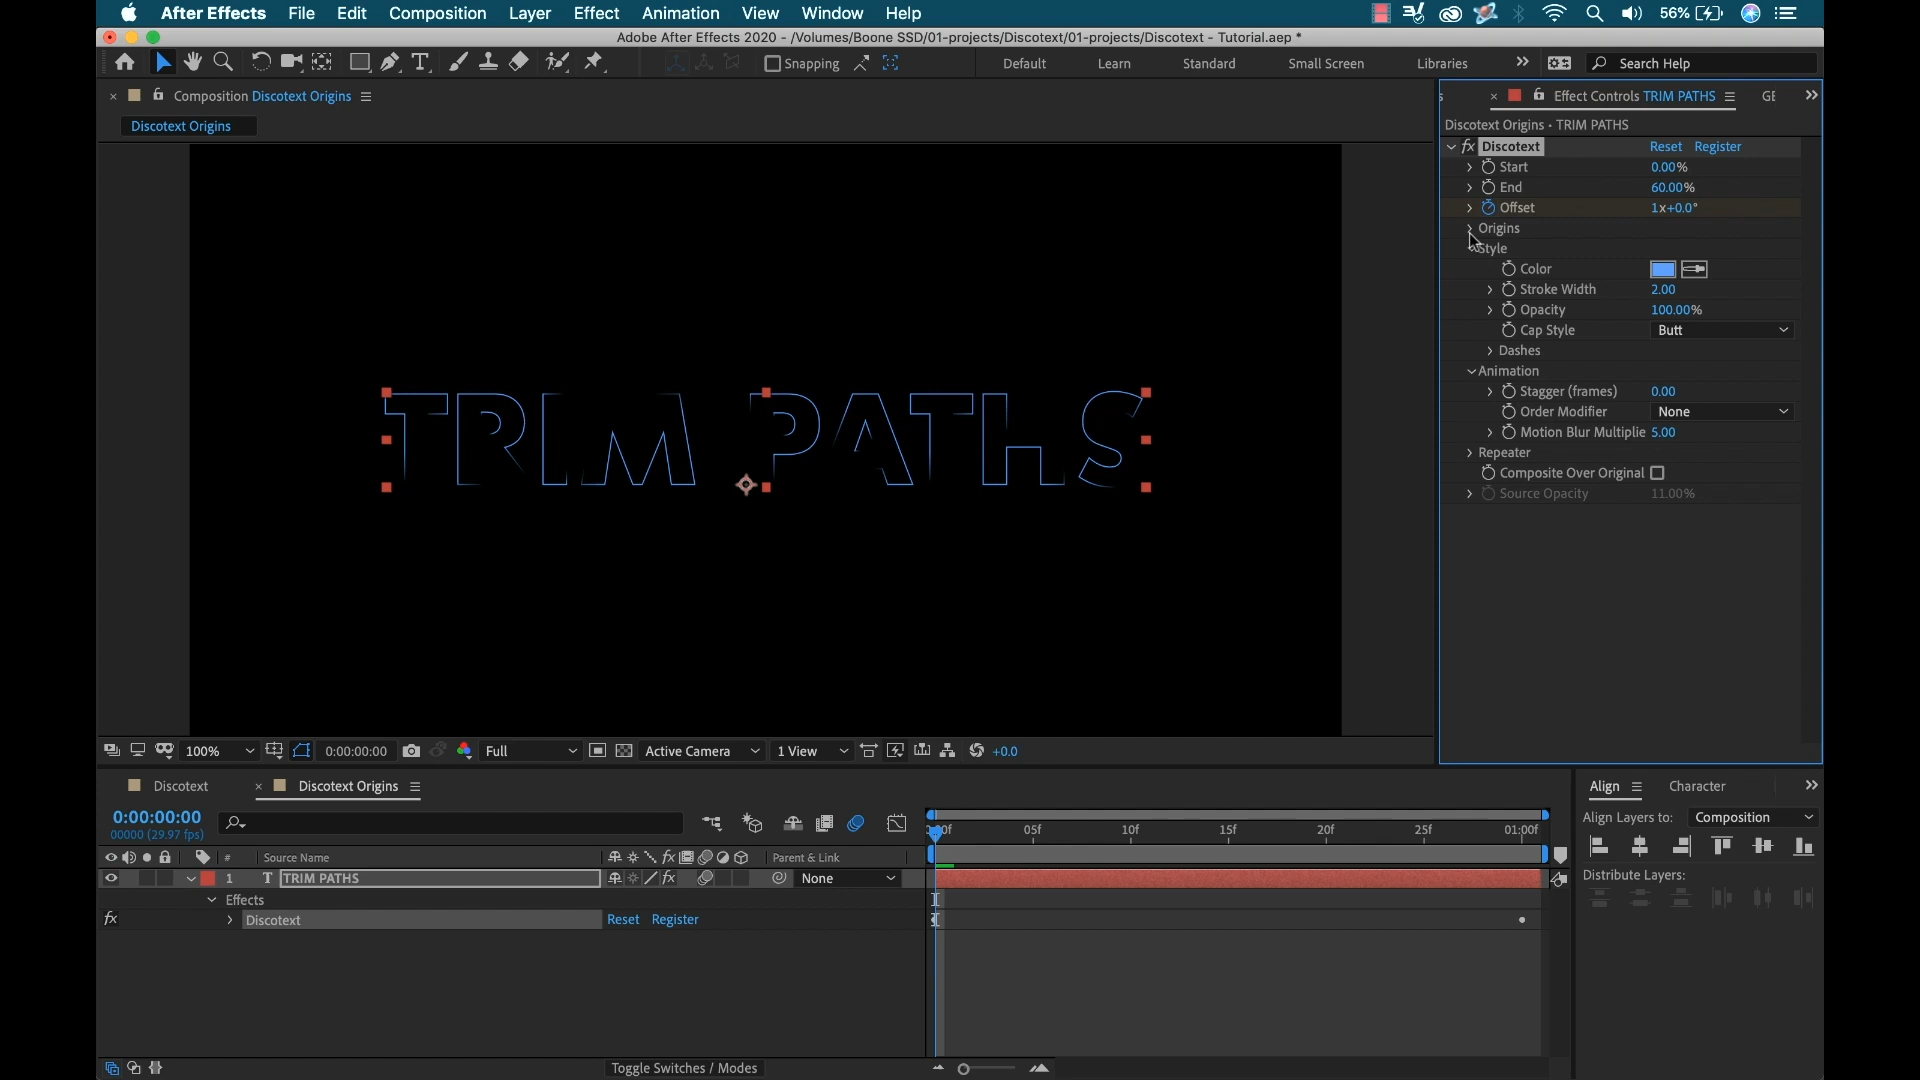 After Effects File Edit Composition Layer Effect Animation View Window Help 56%
Adobe After Effects 2020 - /Volumes/Boone SSD/01-projects/Discotext/01-projects/Discotext - Tutorial.aep *
Snapping Default Learn Standard Small Screen Libraries Search Help
Composition Discotext Origins
Discotext Origins
Effect Controls TRIM PATHS
Discotext Origins • TRIM PATHS
fx Discotext Reset Register
Start 0.00%
End 60.00%
Offset 1x+0.0°
Origins
Style
Color
Stroke Width 2.00
Opacity 100.00%
Cap Style Butt
Dashes
Animation
Stagger (frames) 0.00
Order Modifier None
Motion Blur Multiplie 5.00
Repeater
Composite Over Original
Source Opacity 11.00%
TRIM PATHS
100% 0:00:00:00 Full Active Camera 1 View +0.0
Discotext Discotext Origins
0:00:00:00
00000 (29.97 fps)
05f 10f 15f 20f 25f 01:00f
# Source Name fx Parent & Link
1 T TRIM PATHS fx None
Effects
fx Discotext Reset Register
Toggle Switches / Modes
Align Character
Align Layers to: Composition
Distribute Layers: